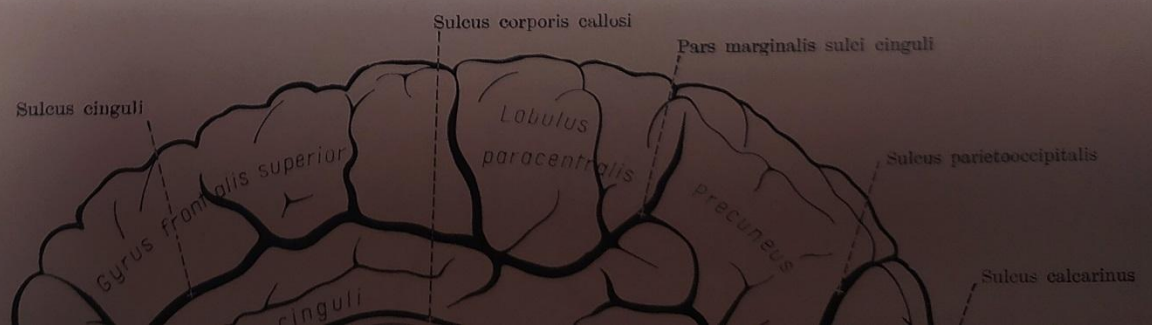 Sulcus corporis callosi
Pars marginalis sulci cinguli
Sulcus cinguli
Lobulus
paracentralis
Gyrus frontalis superior
Sulcus parietooccipitalis
Precuneus
Sulcus calcarinus
cinguli